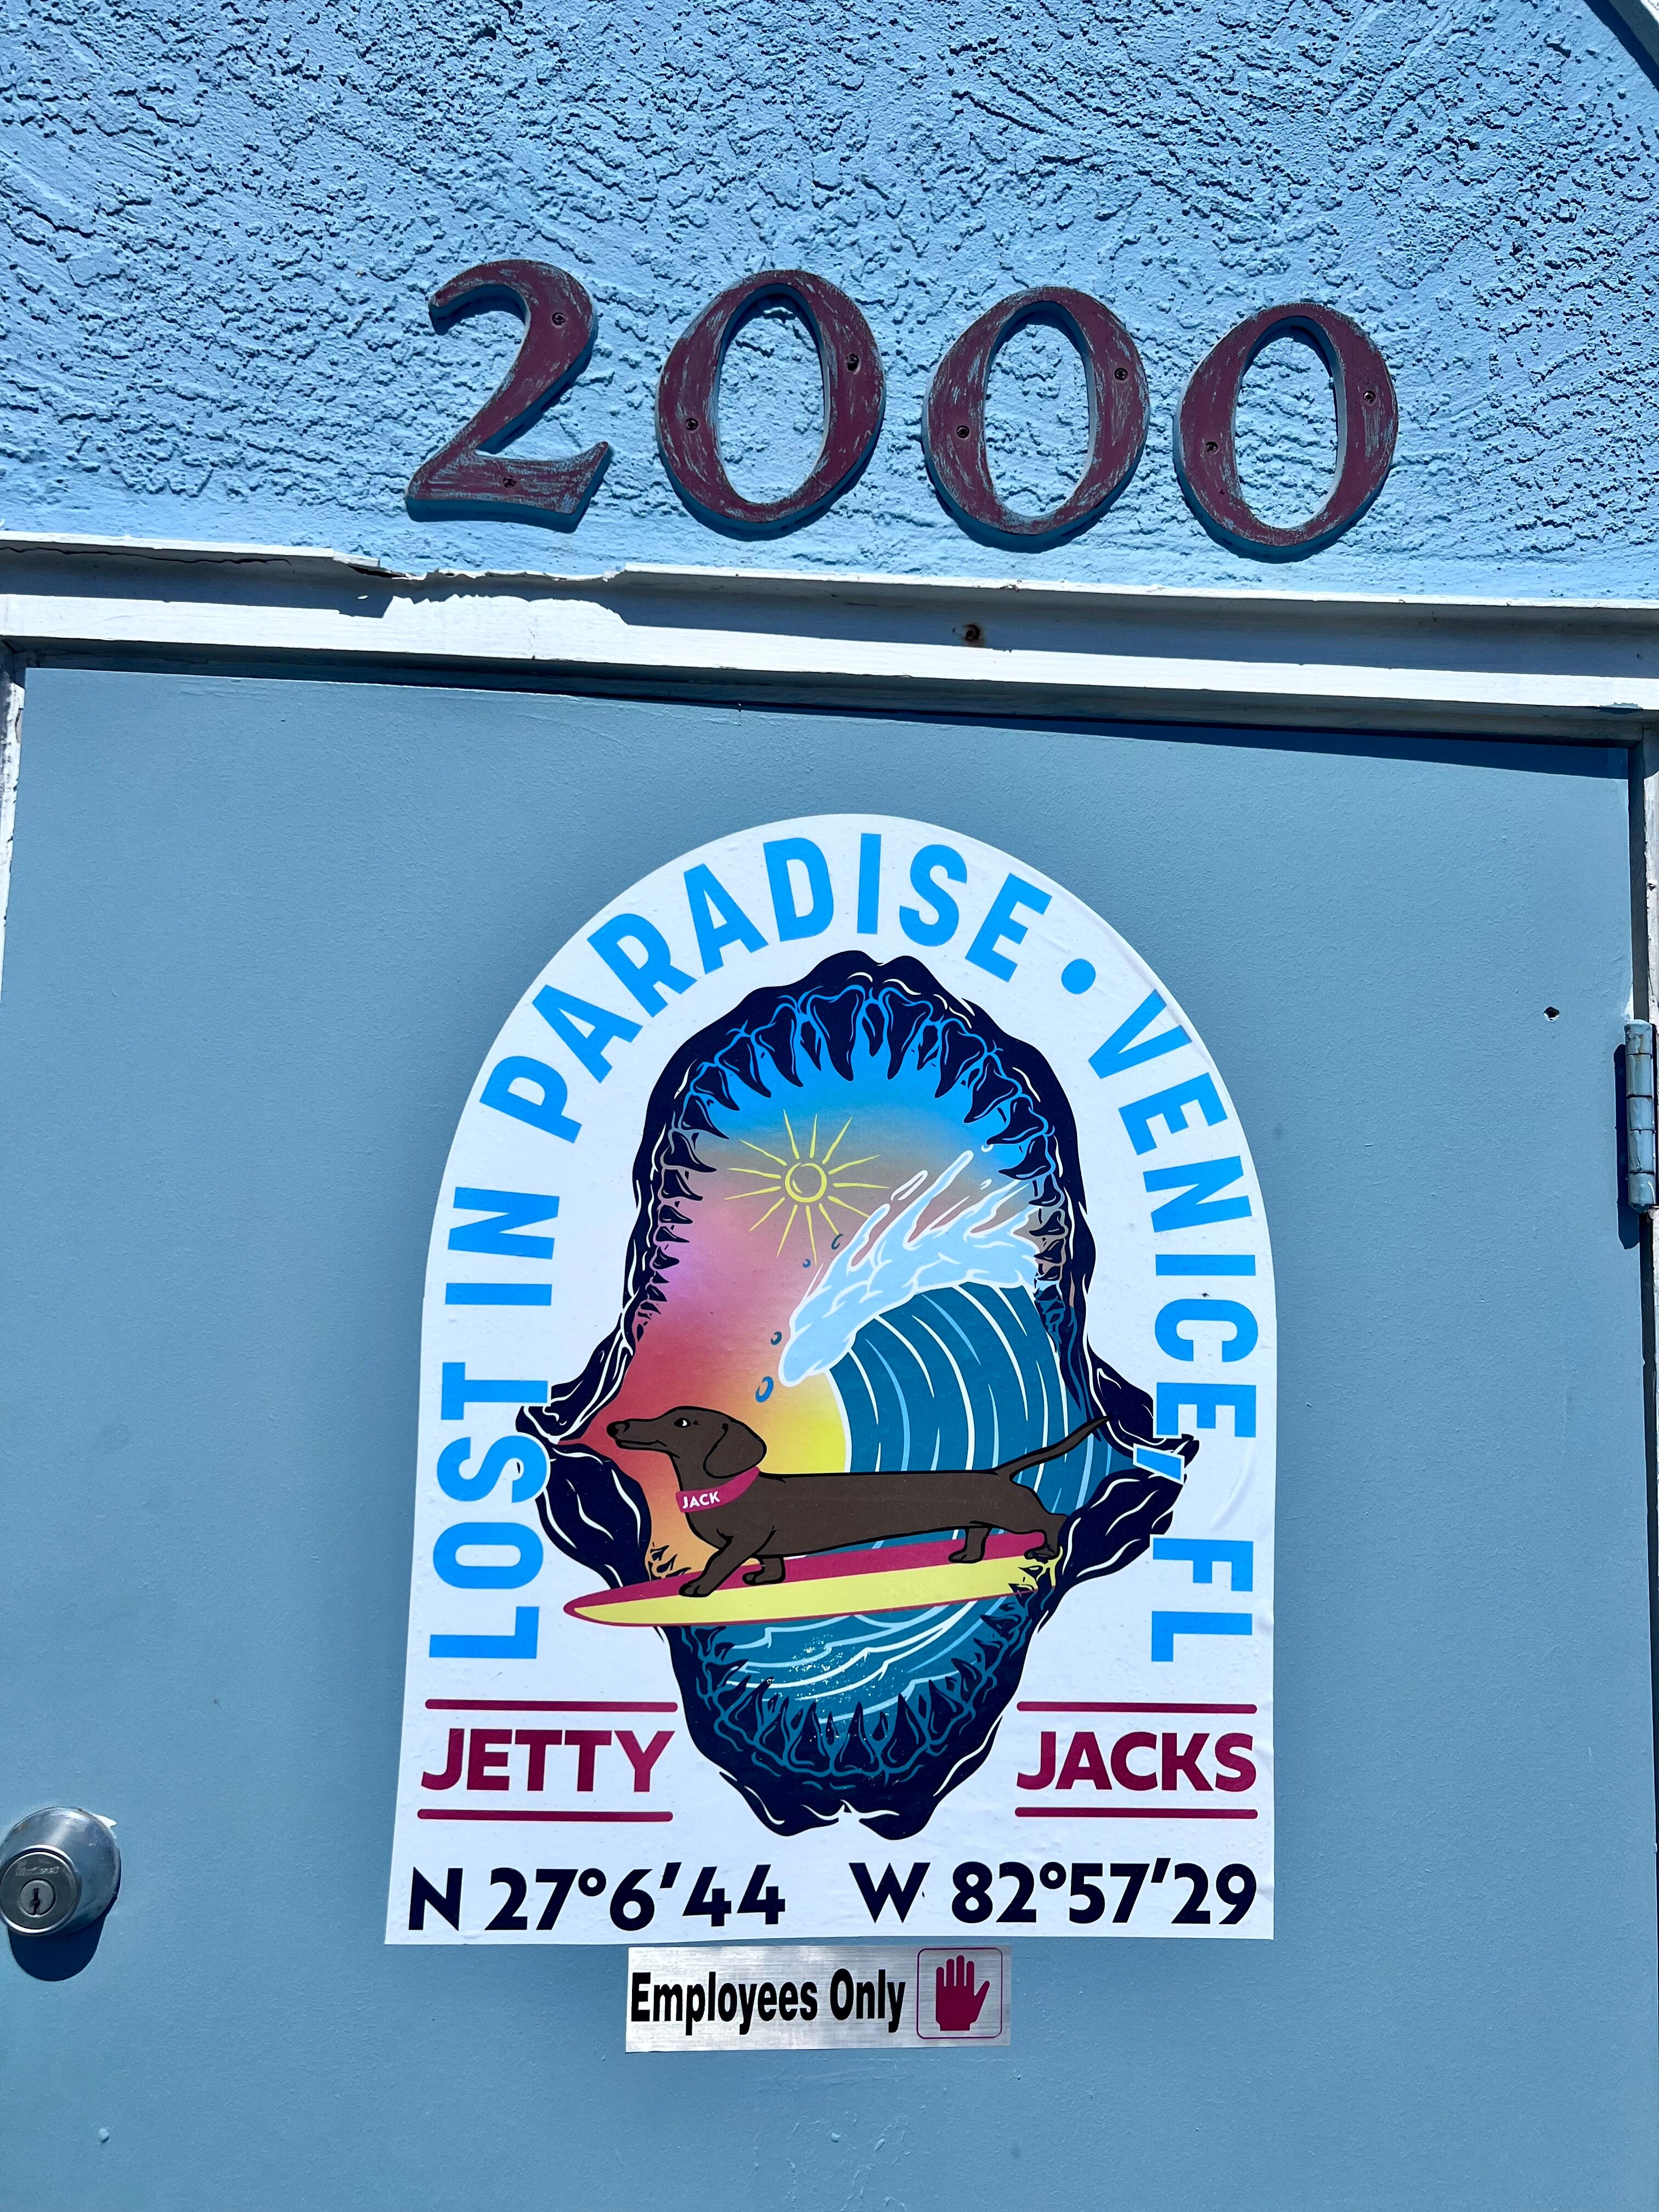 2000
LOST IN PARADISE • VENICE, FL
JACK
JETTY JACKS
N 27°6'44 W 82°57'29
Employees Only